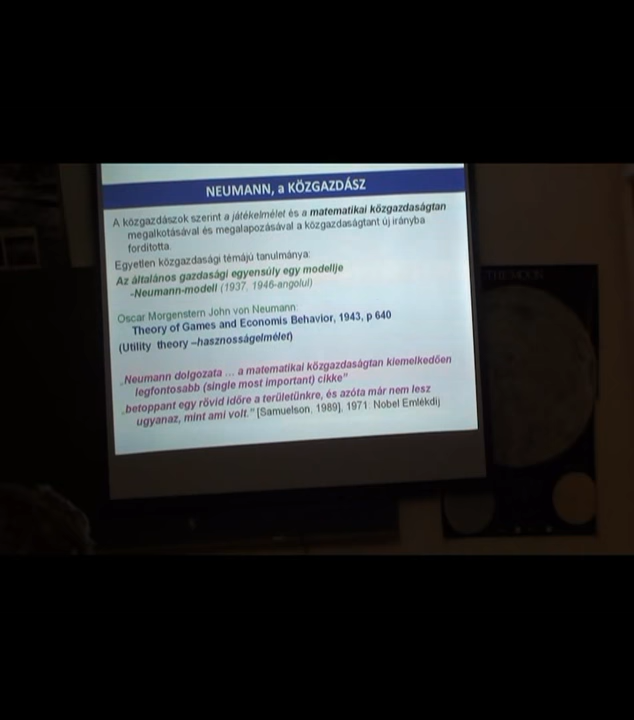 NEUMANN, a KÖZGAZDÁSZ
A közgazdászok szerint a játékelmélet és a matematikai közgazdaságtan
megalkotásával és megalapozásával a közgazdaságtant új irányba
fordította.
Egyetlen közgazdasági témájú tanulmánya:
Az általános gazdasági egyensúly egy modellje
-Neumann-modell (1937, 1946-angolul)
Oscar Morgenstern John von Neumann:
Theory of Games and Economis Behavior, 1943, p 640
(Utility theory –hasznosságelmélet)
„Neumann dolgozata ... a matematikai közgazdaságtan kiemelkedően
legfontosabb (single most important) cikke”
„betoppant egy rövid időre a területünkre, és azóta már nem lesz
ugyanaz, mint ami volt.” [Samuelson, 1989], 1971: Nobel Emlékdíj
THE MOON